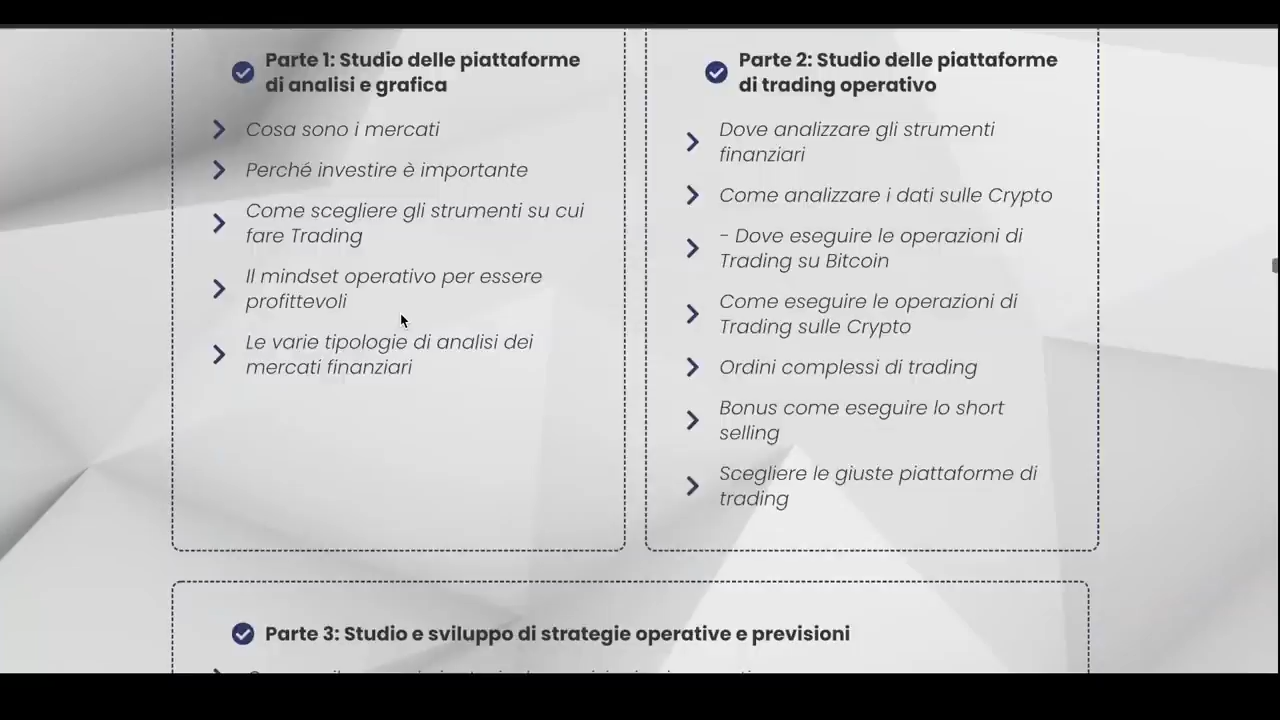 Parte 1: Studio delle piattaforme
di analisi e grafica
Cosa sono i mercati
Perché investire è importante
Come scegliere gli strumenti su cui
fare Trading
Il mindset operativo per essere
profittevoli
Le varie tipologie di analisi dei
mercati finanziari
Parte 2: Studio delle piattaforme
di trading operativo
Dove analizzare gli strumenti
finanziari
Come analizzare i dati sulle Crypto
- Dove eseguire le operazioni di
Trading su Bitcoin
Come eseguire le operazioni di
Trading sulle Crypto
Ordini complessi di trading
Bonus come eseguire lo short
selling
Scegliere le giuste piattaforme di
trading
Parte 3: Studio e sviluppo di strategie operative e previsioni